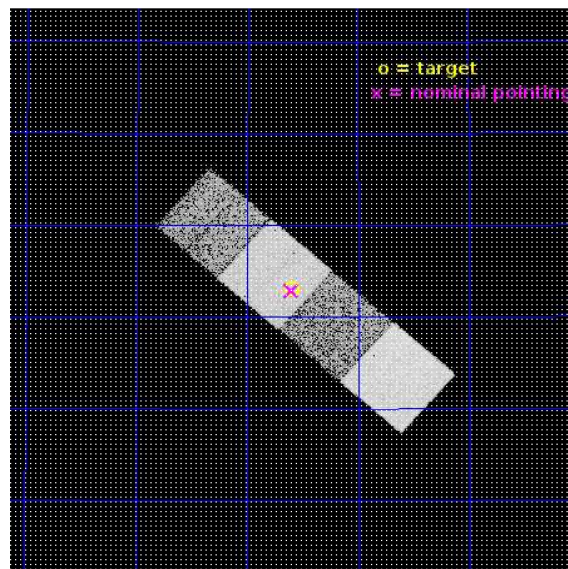 o = target
x = nominal pointing